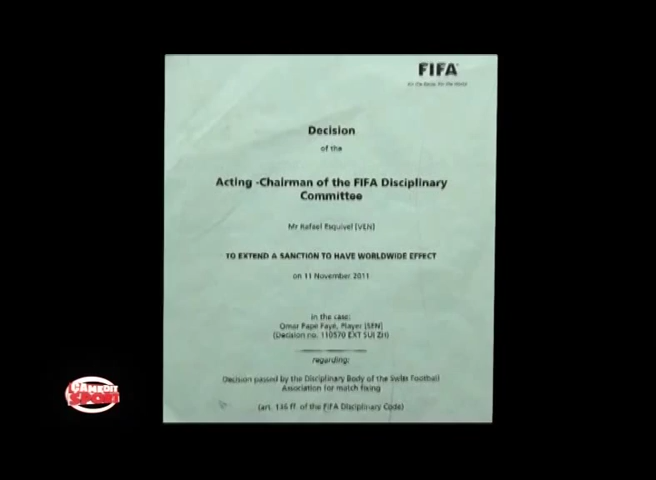 FIFA
For the Game. For the World.
Decision
of the
Acting -Chairman of the FIFA Disciplinary
Committee
Mr Rafael Esquivel [VEN]
TO EXTEND A SANCTION TO HAVE WORLDWIDE EFFECT
on 11 November 2011
in the case:
Omar Pape Faye, Player [SEN]
(Decision no. 110570 EXT SUI ZH)
regarding:
Decision passed by the Disciplinary Body of the Swiss Football
Association for match fixing
(art. 136 ff. of the FIFA Disciplinary Code)
SPORT